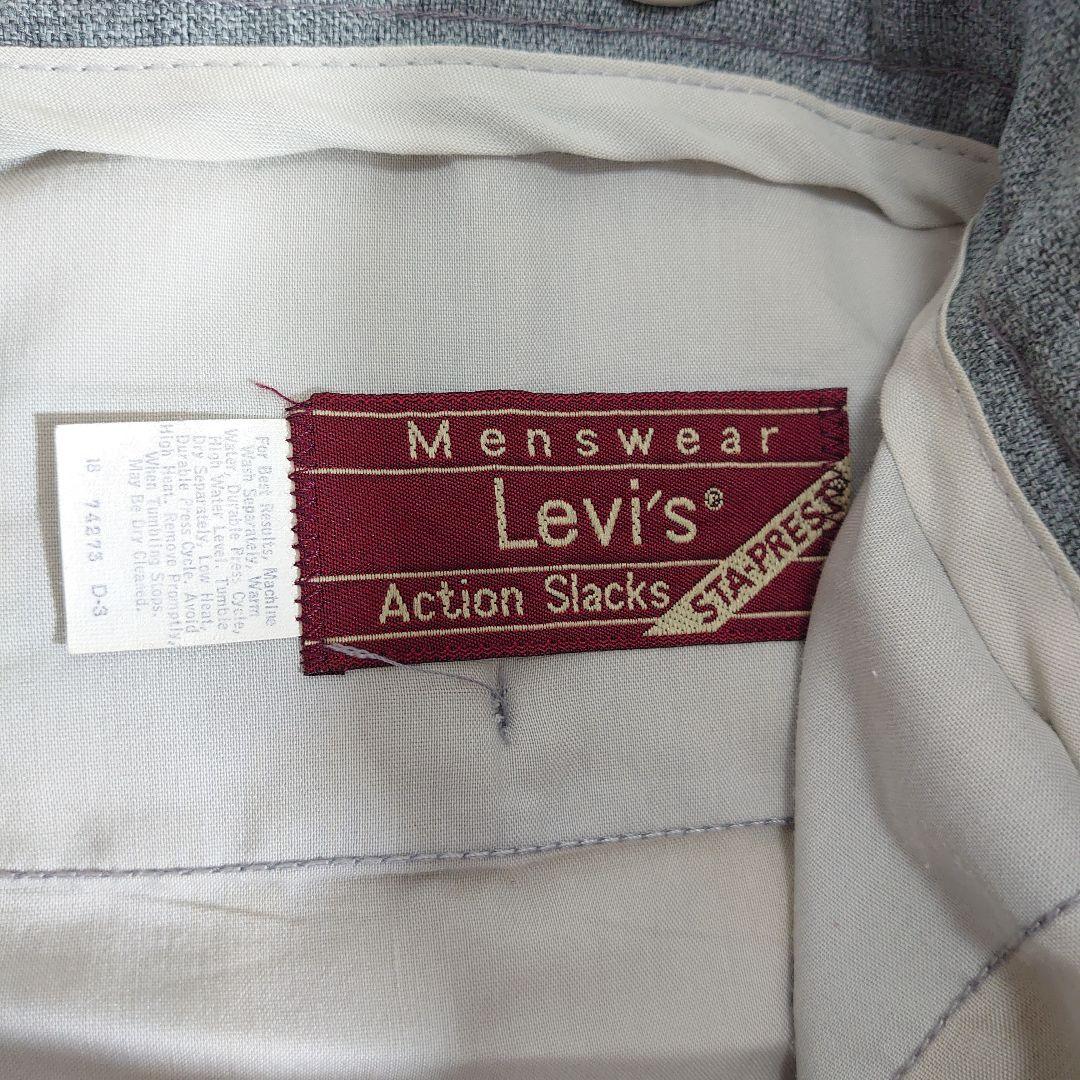 Menswear
Levi's®
Action Slacks
STA-PREST
For Best Results, Machine
Wash Separately, Warm
Water, Durable Press Cycle,
High Water Level. Tumble
Dry Separately, Low Heat,
Durable Press Cycle. Avoid
High Heat. Remove Promptly,
When Tumbling Stops.
May Be Dry Cleaned.
18 74273 D-3